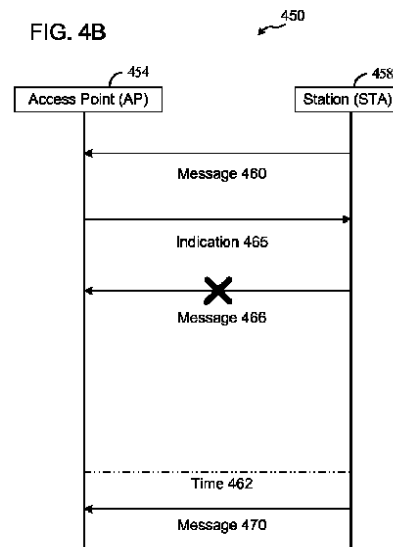 FIG. 4B
450
454
458
Access Point (AP)
Station (STA)
Message 460
Indication 465
Message 466
Time 462
Message 470